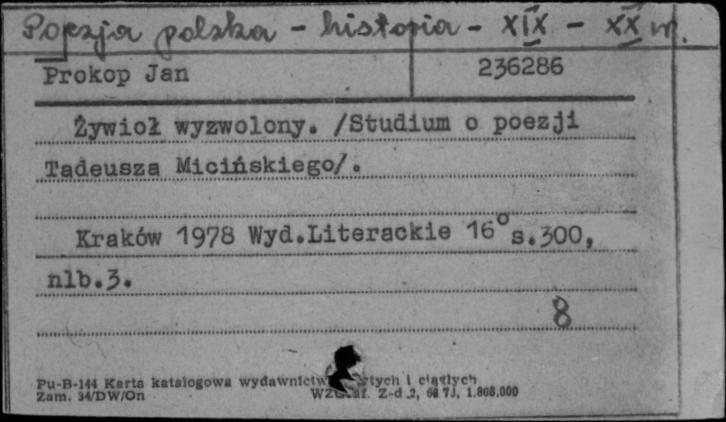 Poezja polska - historia - XIX - XX w.
Prokop Jan 236286
Żywioł wyzwolony. /Studium o poezji
Tadeusza Micińskiego/.
Kraków 1978 Wyd.Literackie 16° s.300,
nlb.3.
8
Pu-B-144 Karta katalogowa wydawnictw i ciągłych
Zam. 34/DW/On Z-d 2, 1.868.000